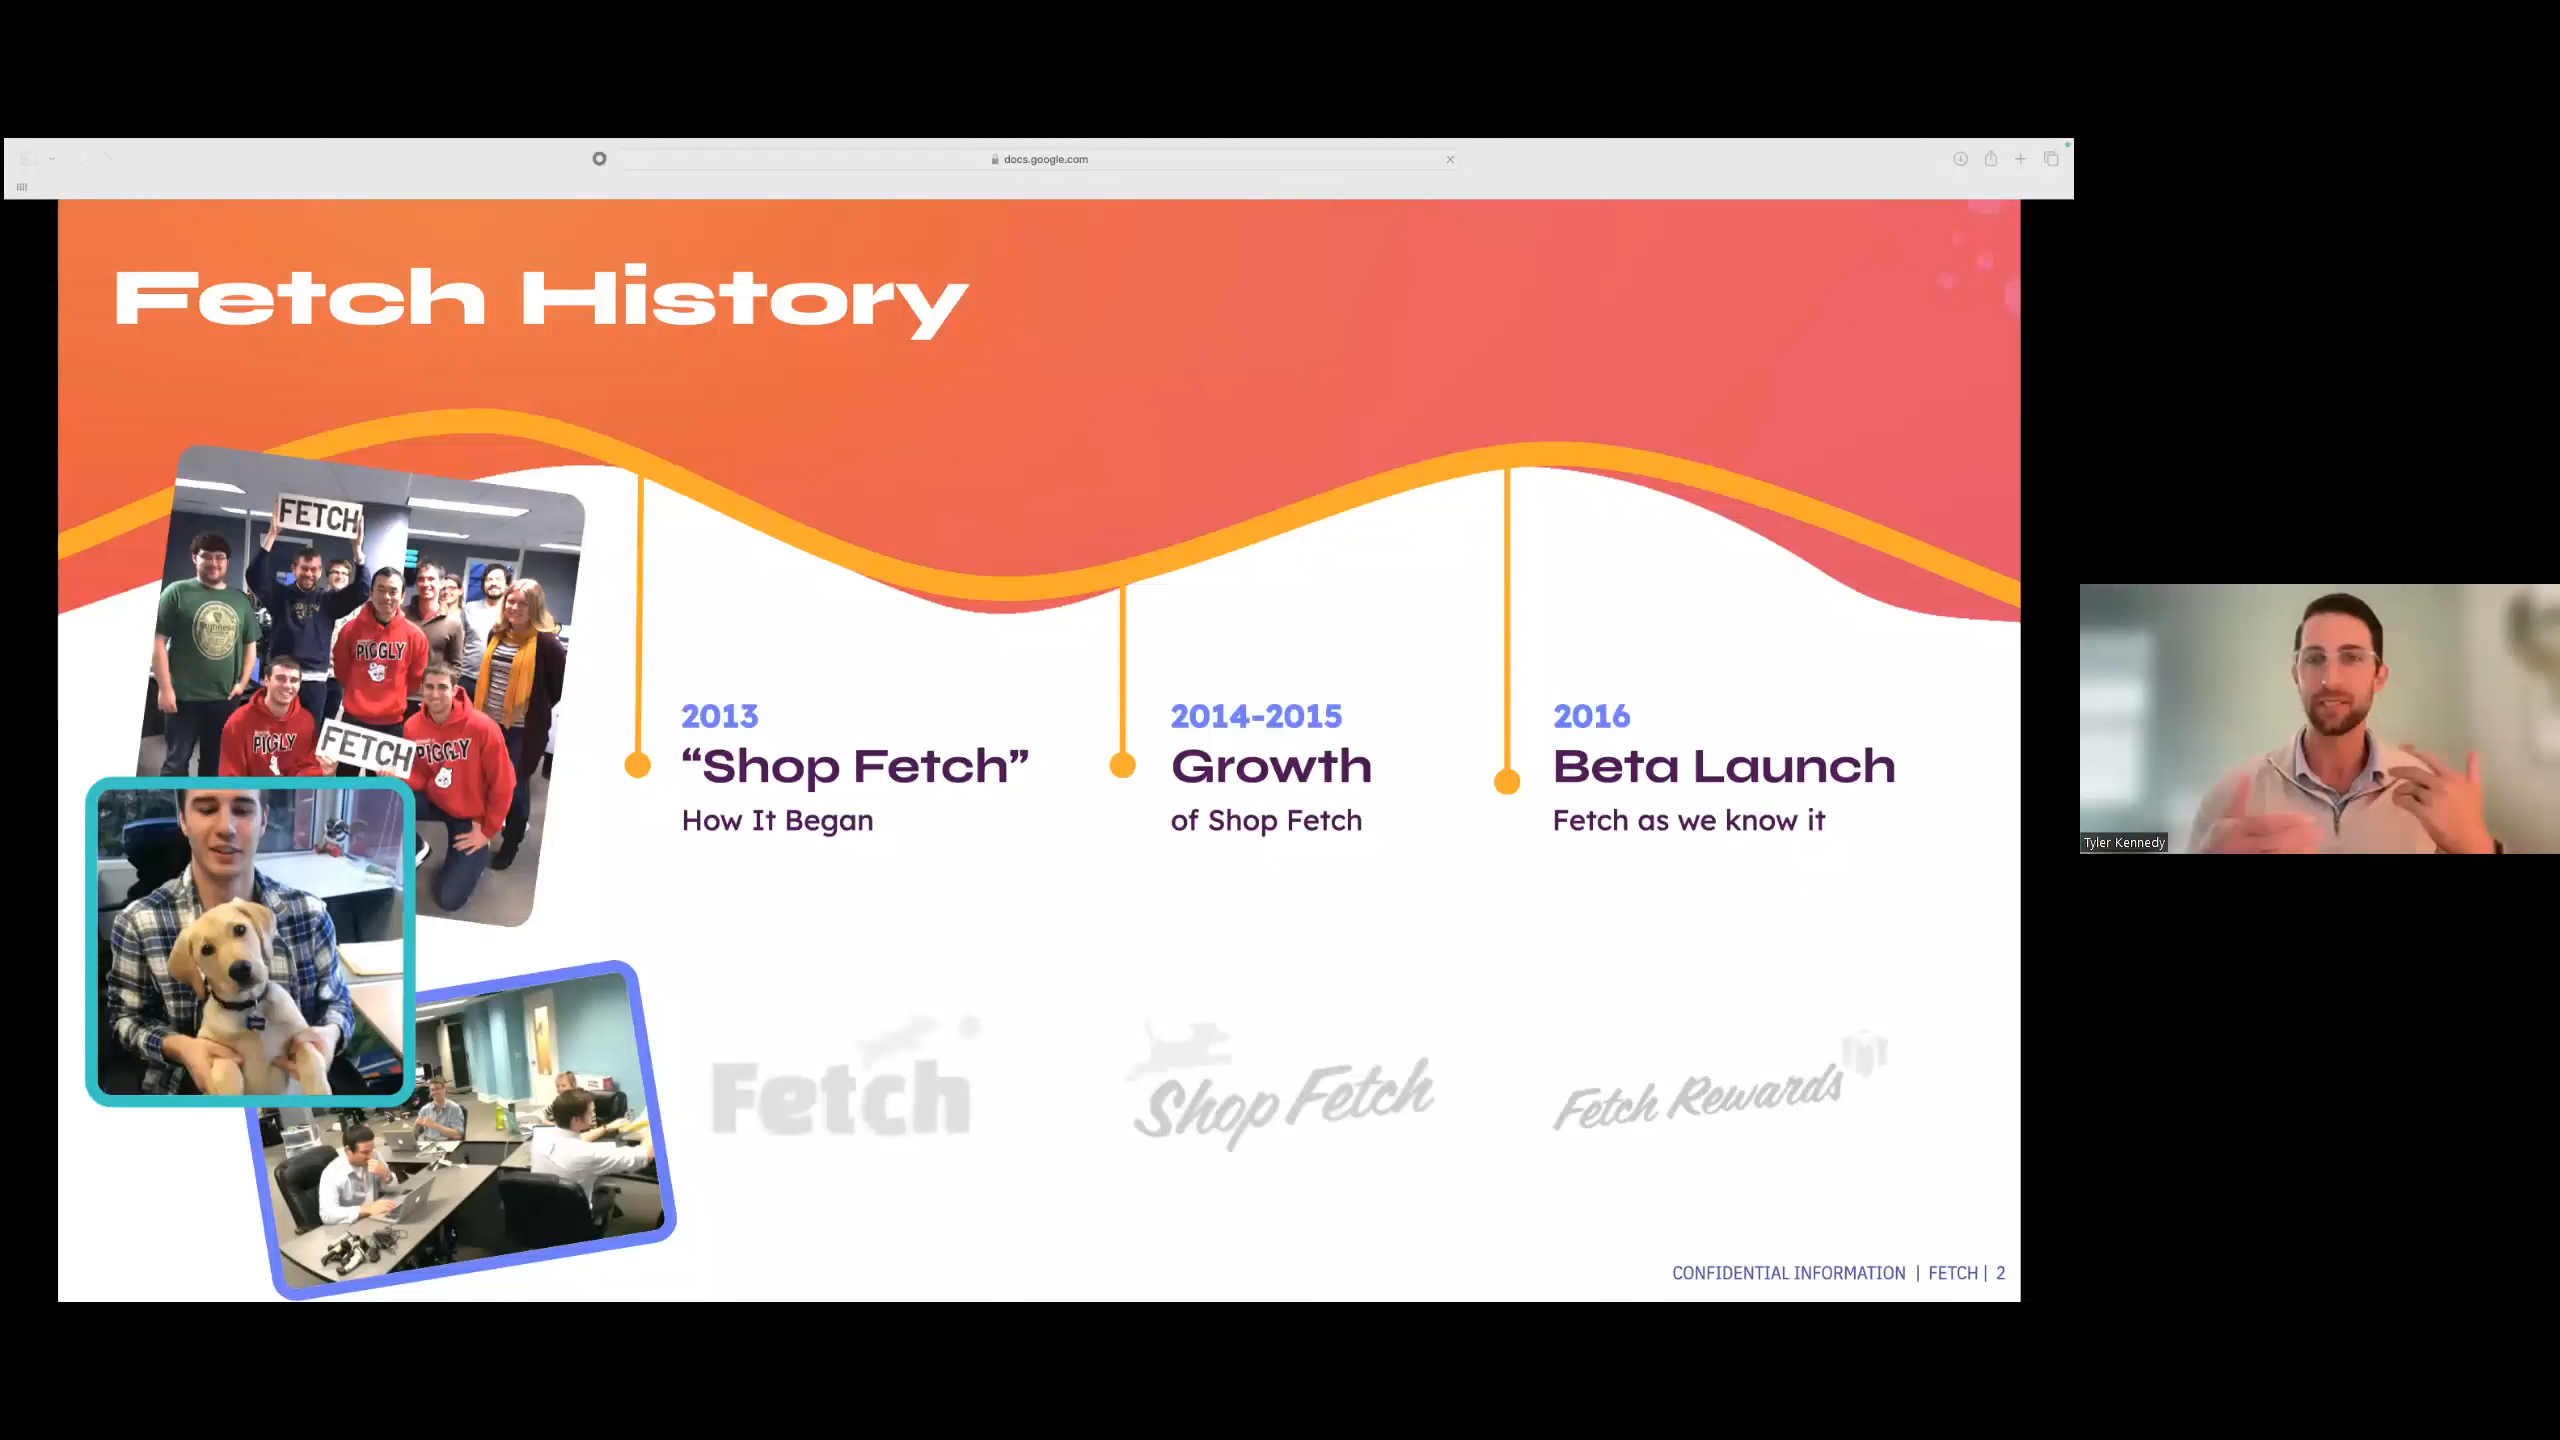 docs.google.com
Fetch History
FETCH
PIGGLY
PIGGLY
FETCH
PIGGLY
2013
“Shop Fetch”
How It Began
2014-2015
Growth
of Shop Fetch
2016
Beta Launch
Fetch as we know it
Fetch
Shop Fetch
Fetch Rewards
CONFIDENTIAL INFORMATION | FETCH | 2
Tyler Kennedy